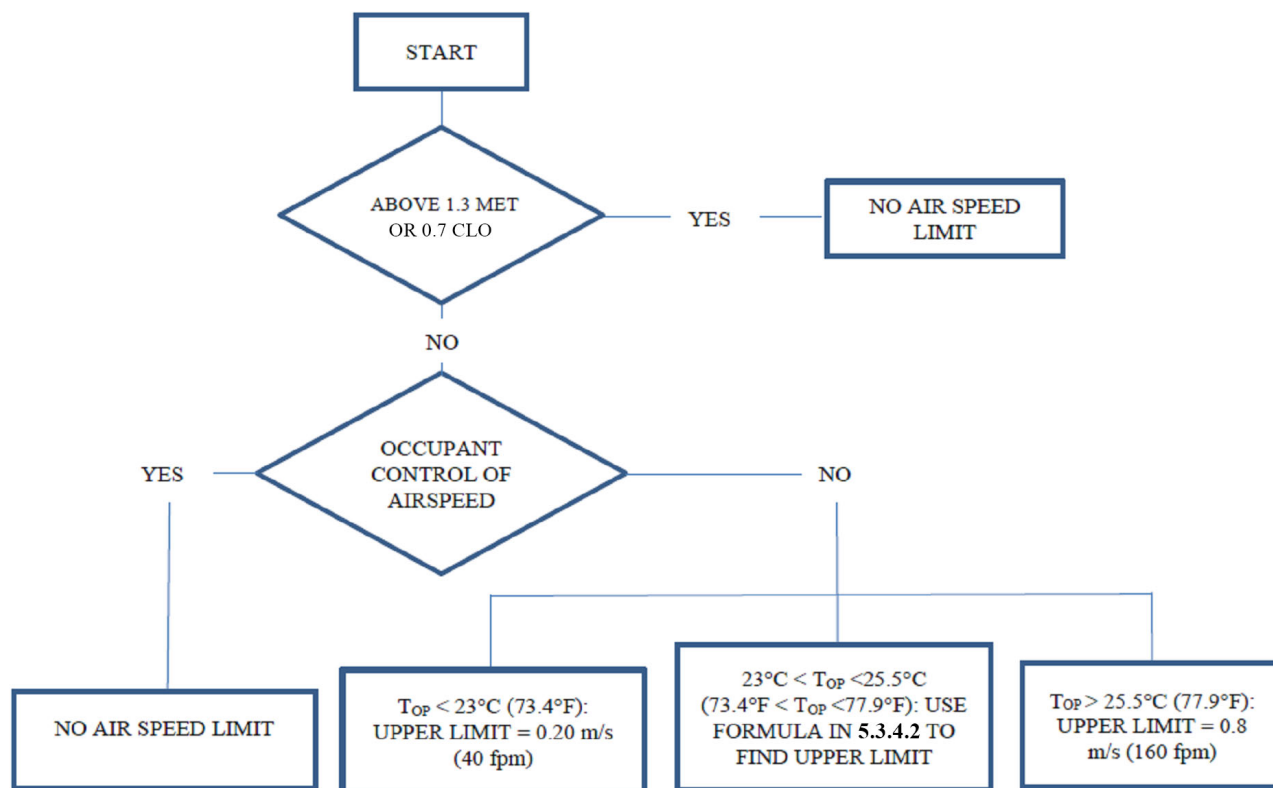 START
ABOVE 1.3 MET
OR 0.7 CLO
YES
NO AIR SPEED
LIMIT
NO
OCCUPANT
CONTROL OF
AIRSPEED
YES
NO
NO AIR SPEED LIMIT
TOP < 23°C (73.4°F):
UPPER LIMIT = 0.20 m/s
(40 fpm)
23°C < TOP <25.5°C
(73.4°F < TOP <77.9°F): USE
FORMULA IN 5.3.4.2 TO
FIND UPPER LIMIT
TOP > 25.5°C (77.9°F):
UPPER LIMIT = 0.8
m/s (160 fpm)